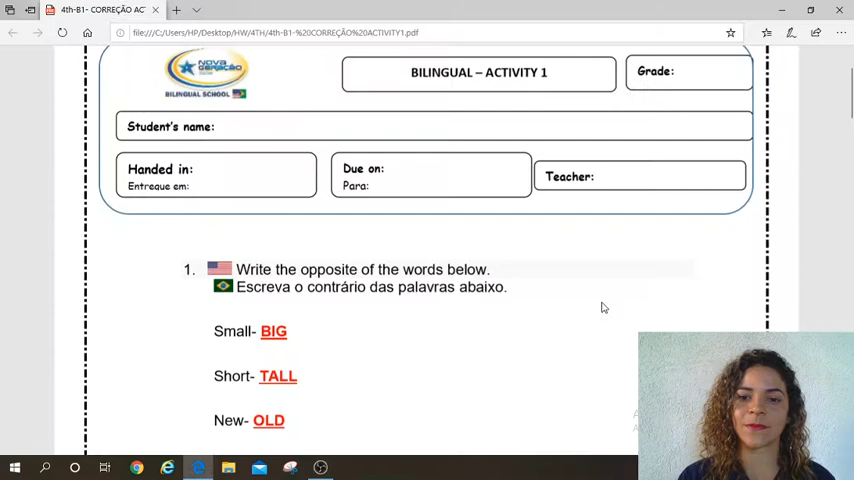 4th-B1- CORREÇÃO AC
file:///C:/Users/HP/Desktop/HW/4TH/4th-B1-%20CORREÇÃO%20ACTIVITY1.pdf
NOVA
GERAÇÃO
BILINGUAL SCHOOL
BILINGUAL – ACTIVITY 1
Grade:
Student's name:
Handed in:
Entregue em:
Due on:
Para:
Teacher:
1. Write the opposite of the words below.
Escreva o contrário das palavras abaixo.
Small- BIG
Short- TALL
New- OLD